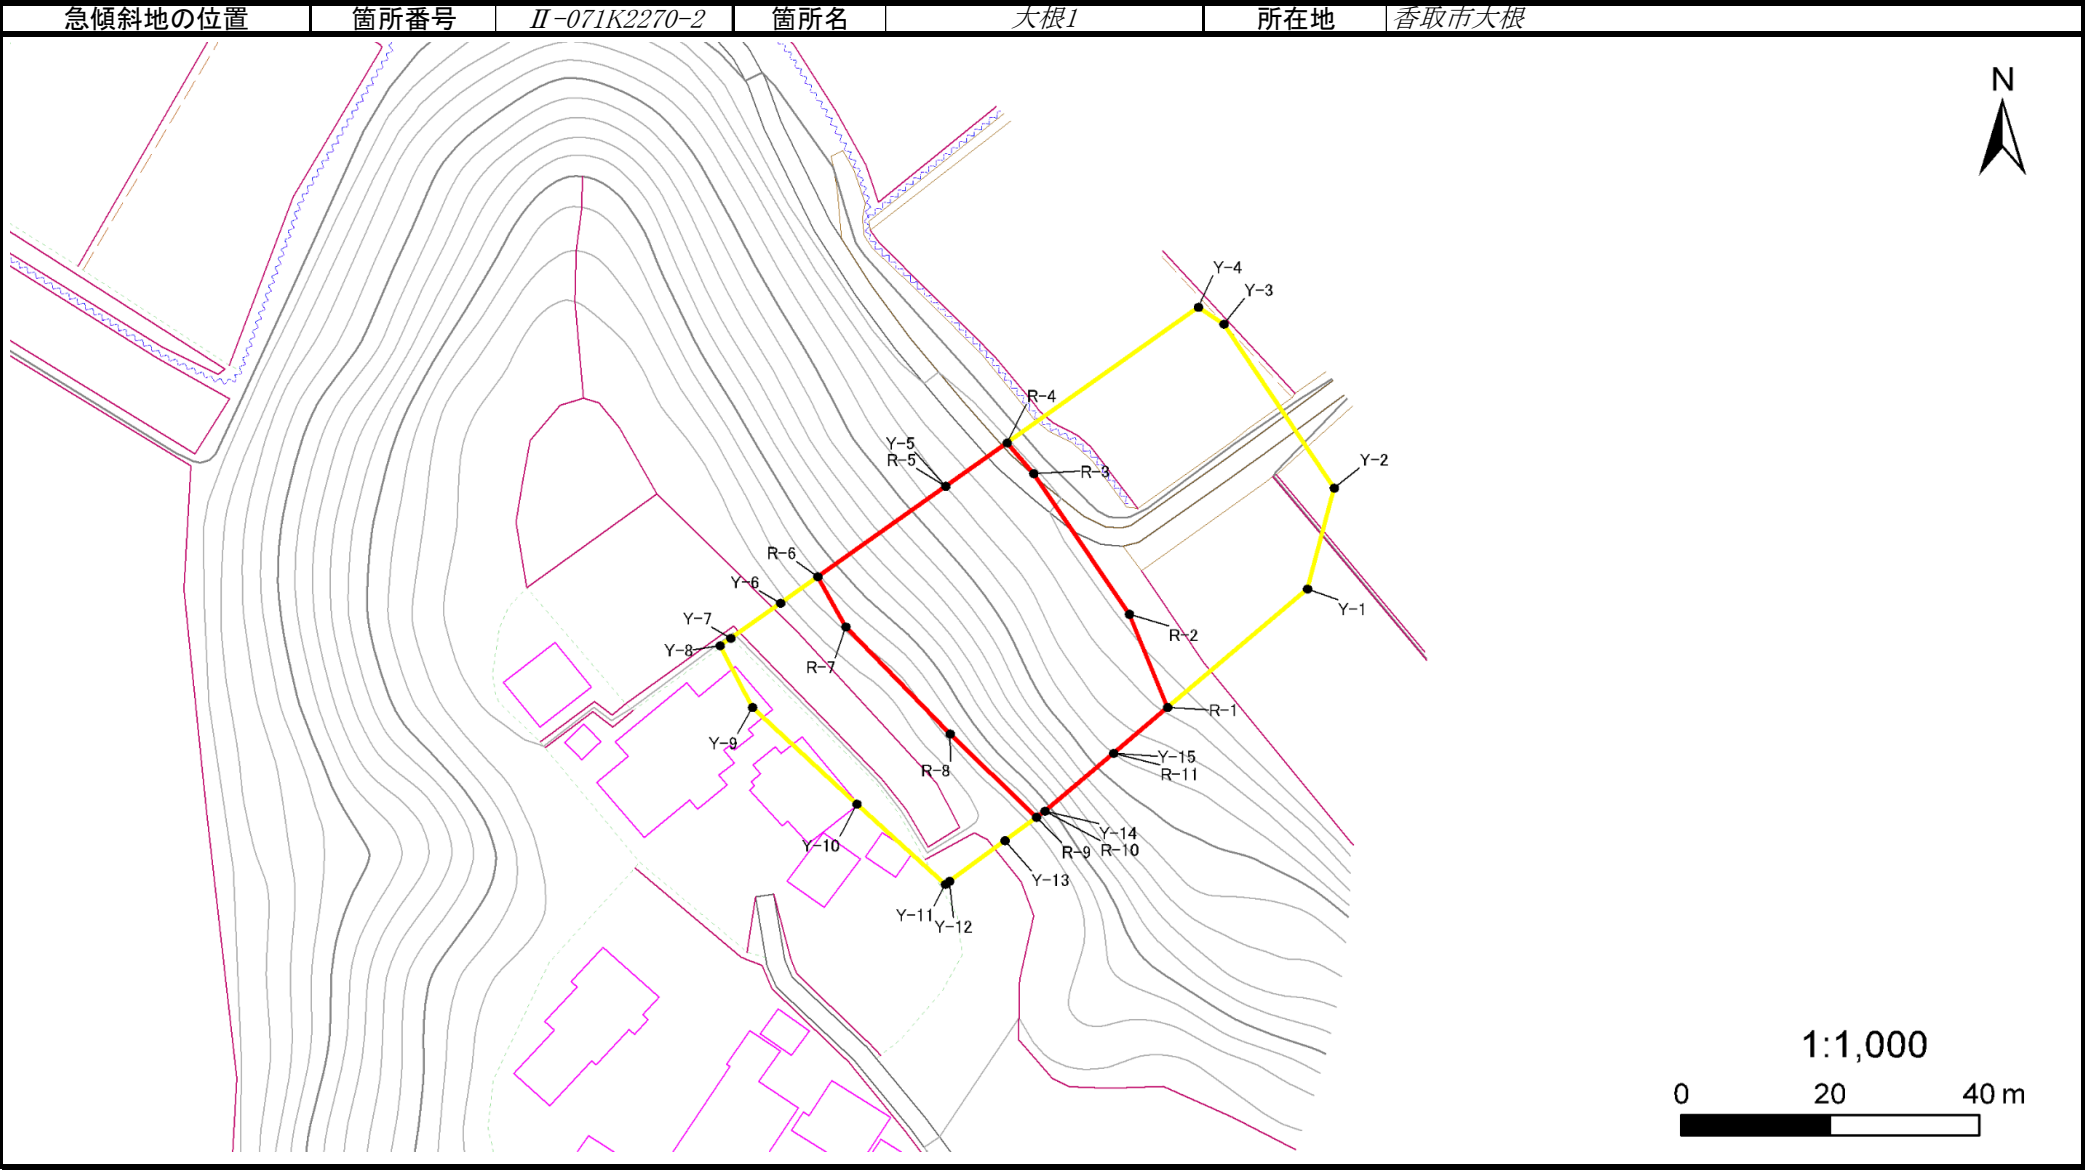 急傾斜地の位置 箇所番号 Ⅱ-071K2270-2 箇所名 大根1 所在地 香取市大根
N
Y-4
Y-3
R-4
Y-5
R-5
R-3
Y-2
R-6
Y-6
Y-1
Y-7
R-2
Y-8
R-7
R-1
Y-9
Y-15
R-8
R-11
Y-14
Y-10
R-9
R-10
Y-13
Y-11
Y-12
1:1,000
0 20 40 m